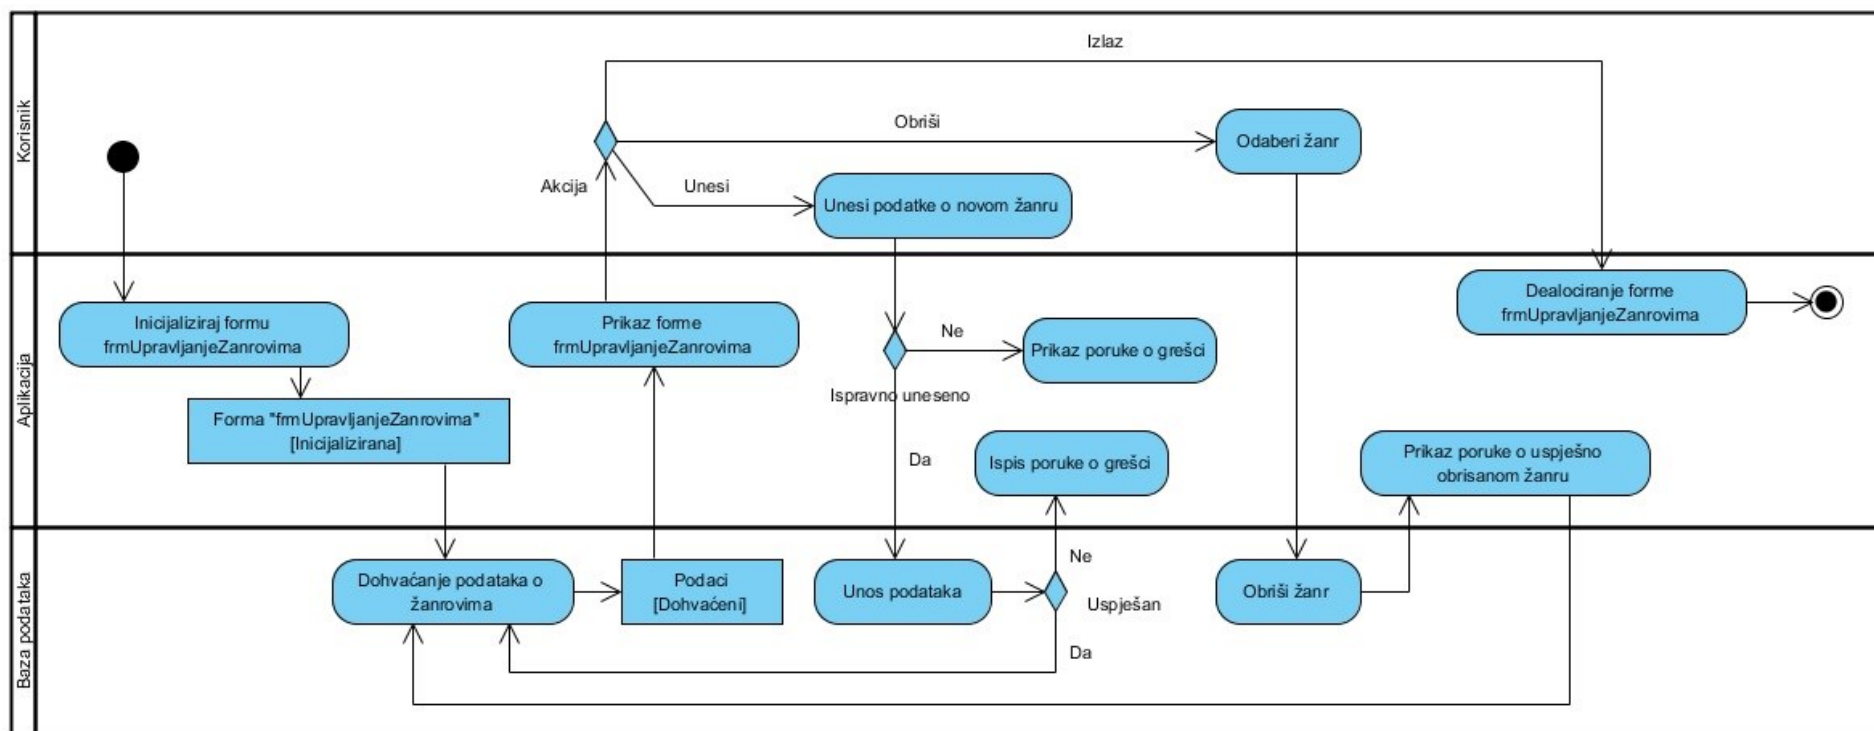 Korisnik
Izlaz
Obriši
Odaberi žanr
Akcija
Unesi
Unesi podatke o novom žanru
Aplikacija
Inicijaliziraj formu
frmUpravljanjeZanrovima
Forma "frmUpravljanjeZanrovima"
[Inicijalizirana]
Prikaz forme
frmUpravljanjeZanrovima
Ne
Prikaz poruke o grešci
Ispravno uneseno
Da
Ispis poruke o grešci
Dealociranje forme
frmUpravljanjeZanrovima
Prikaz poruke o uspješno
obrisanom žanru
Baza podataka
Dohvaćanje podataka o
žanrovima
Podaci
[Dohvaćeni]
Unos podataka
Ne
Uspješan
Da
Obriši žanr